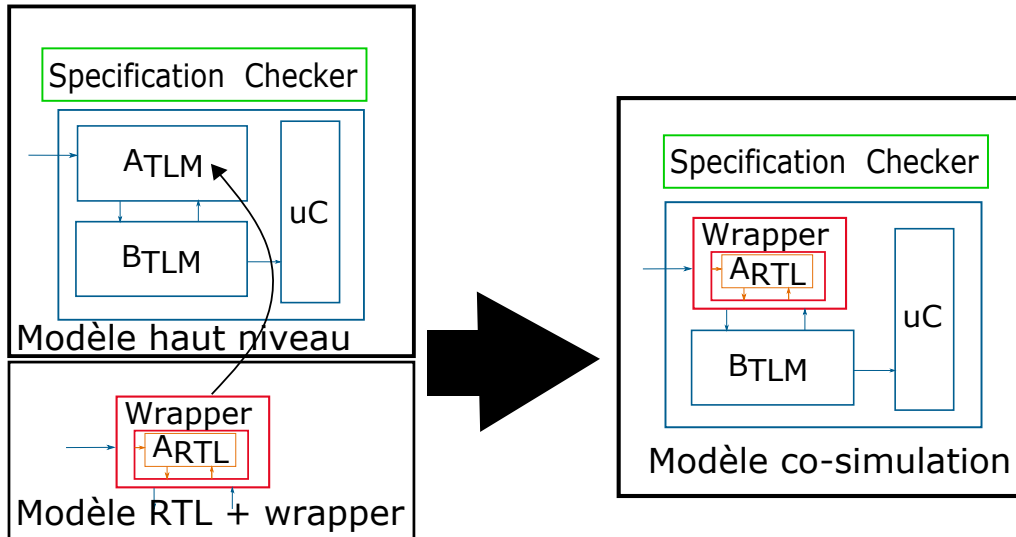 Specification Checker
ATLM
uC
BTLM
Modèle haut niveau
Wrapper
ARTL
Modèle RTL + wrapper
Specification Checker
Wrapper
ARTL
uC
BTLM
Modèle co-simulation